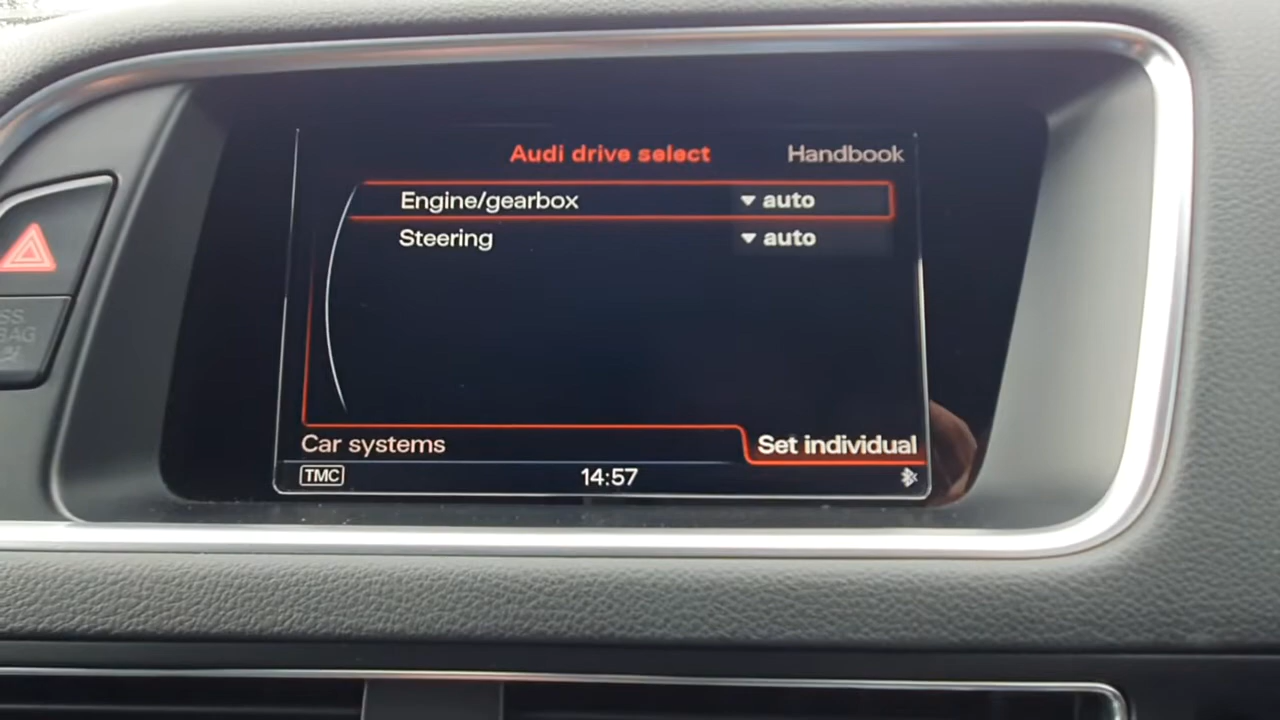 Audi drive select Handbook
Engine/gearbox auto
Steering auto
Car systems Set individual
TMC 14:57